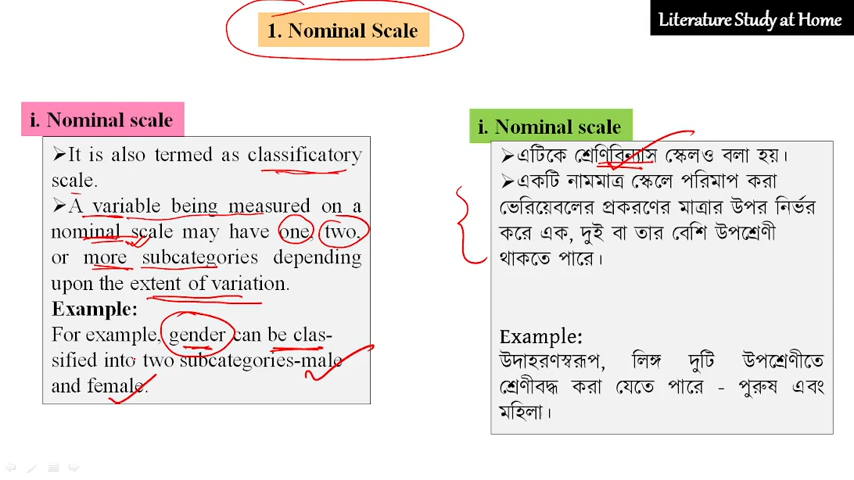 Literature Study at Home
1. Nominal Scale
i. Nominal scale
➢It is also termed as classificatory
scale.
➢A variable being measured on a
nominal scale may have one, two,
or more subcategories depending
upon the extent of variation.
Example:
For example, gender can be clas-
sified into two subcategories-male
and female.
i. Nominal scale
➢এটিকে শ্রেণিবিন্যাস স্কেলও বলা হয়।
➢একটি নামমাত্র স্কেলে পরিমাপ করা
ভেরিয়েবলের প্রকরণের মাত্রার উপর নির্ভর
করে এক, দুই বা তার বেশি উপশ্রেণী
থাকতে পারে।
Example:
উদাহরণস্বরূপ, লিঙ্গ দুটি উপশ্রেণীতে
শ্রেণীবদ্ধ করা যেতে পারে - পুরুষ এবং
মহিলা।